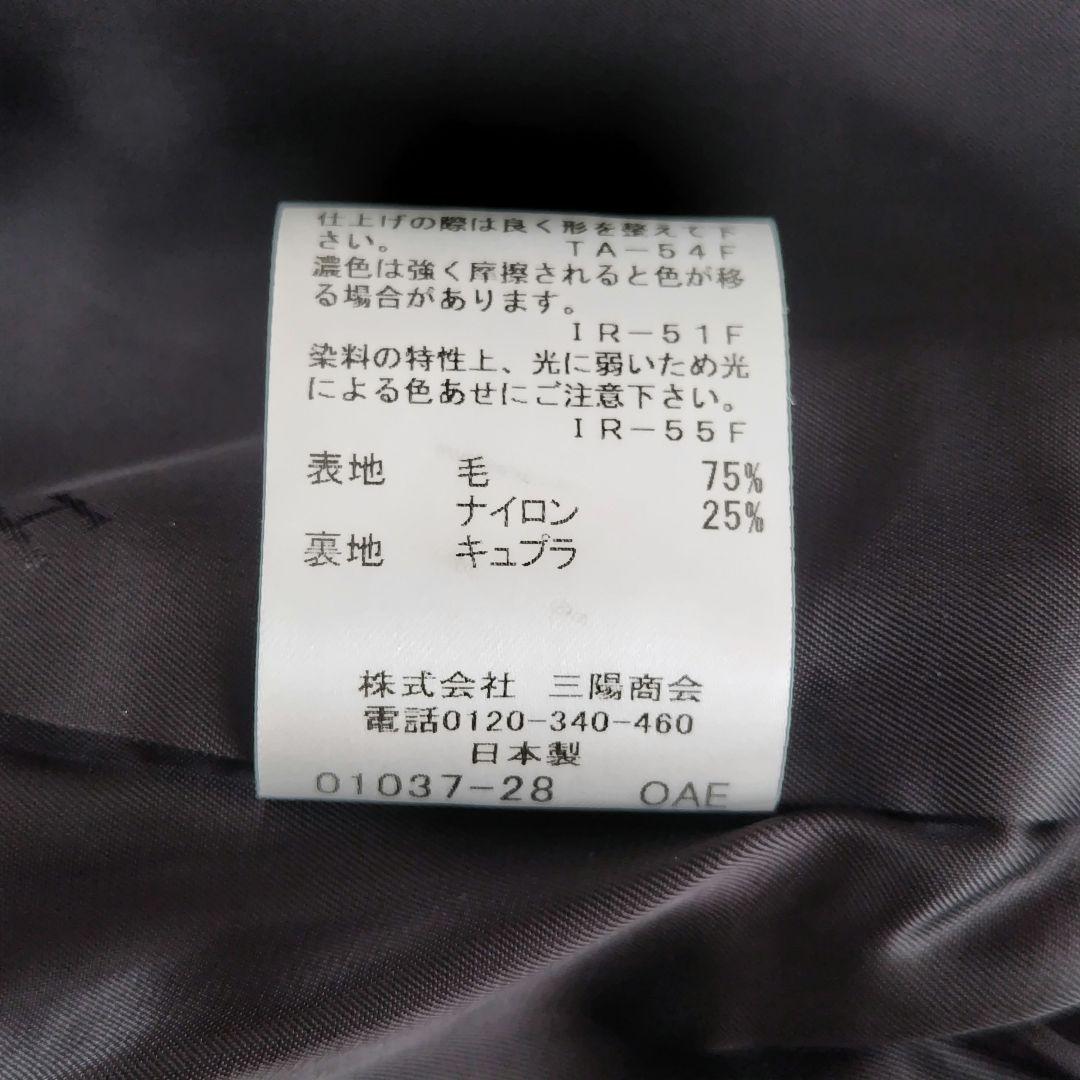 仕上げの際は良く形を整えて下
さい。 TA-54F
濃色は強く摩擦されると色が移
る場合があります。
IR-51F
染料の特性上、光に弱いため光
による色あせにご注意下さい。
IR-55F
表地 毛 75%
ナイロン 25%
裏地 キュプラ
株式会社 三陽商会
電話0120-340-460
日本製
01037-28 OAE